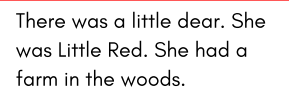 There was a little dear. She
was Little Red. She had a
farm in the woods.